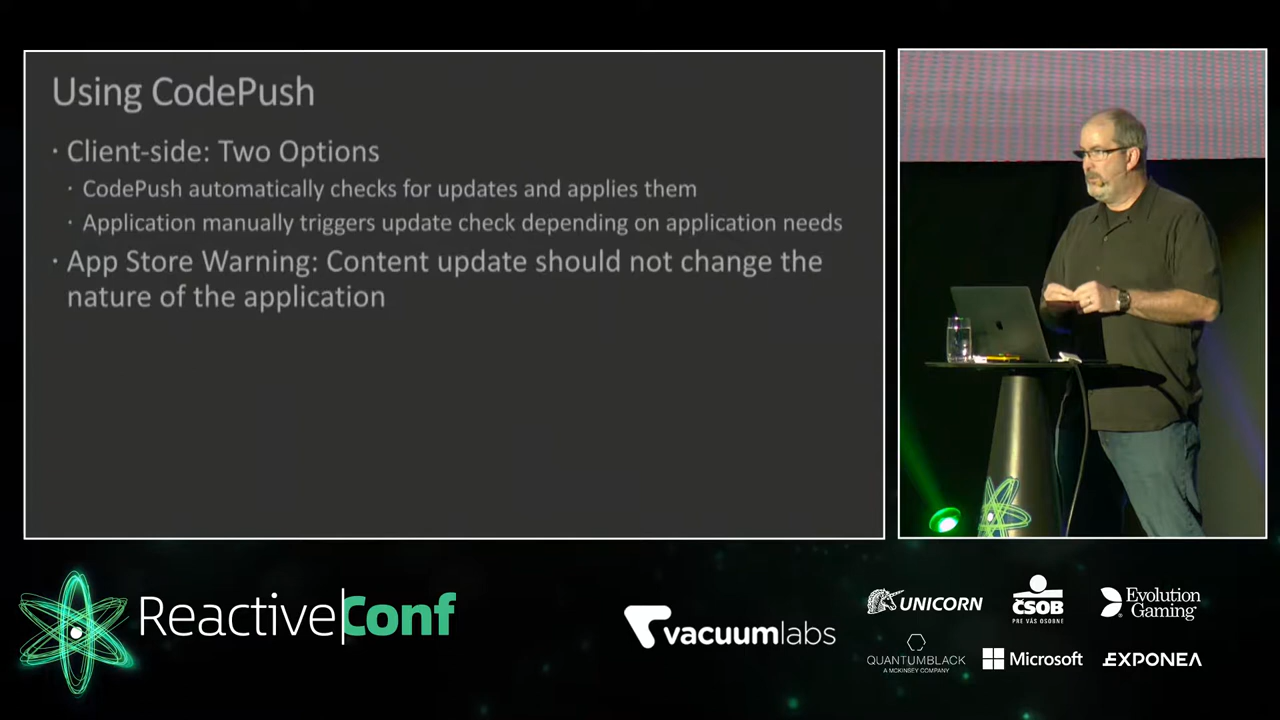 Using CodePush
· Client-side: Two Options
· CodePush automatically checks for updates and applies them
· Application manually triggers update check depending on application needs
· App Store Warning: Content update should not change the
nature of the application
Reactive|Conf
vacuumlabs
UNICORN
ČSOB
PRE VÁS OSOBNE
Evolution
Gaming
QUANTUMBLACK
A MCKINSEY COMPANY
Microsoft
EXPONEA